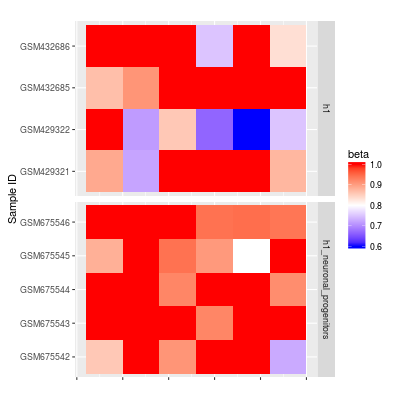 Sample ID
GSM432686
GSM432685
GSM429322
GSM429321
h1
GSM675546
GSM675545
GSM675544
GSM675543
GSM675542
h1_neuronal_progenitors
beta
1.0
0.9
0.8
0.7
0.6